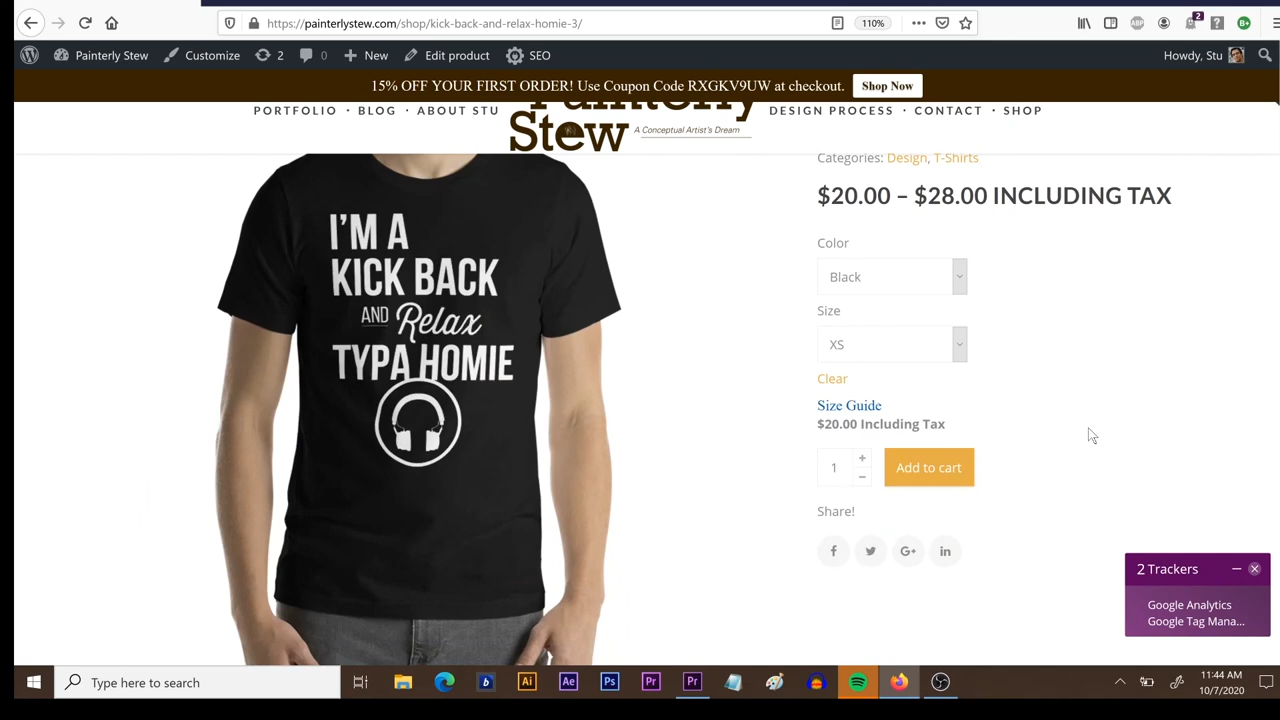 https://painterlystew.com/shop/kick-back-and-relax-homie-3/
110%
2
Painterly Stew
Customize
2
0
New
Edit product
SEO
Howdy, Stu
15% OFF YOUR FIRST ORDER! Use Coupon Code RXGKV9UW at checkout.
Shop Now
PORTFOLIO · BLOG · ABOUT STU
Painterly
Stew
A Conceptual Artist's Dream
DESIGN PROCESS · CONTACT · SHOP
I'M A
KICK BACK
AND Relax
TYPA HOMIE
Categories: Design, T-Shirts
$20.00 – $28.00 INCLUDING TAX
Color
Black
Size
XS
Clear
Size Guide
$20.00 Including Tax
1
+
−
Add to cart
Share!
2 Trackers
Google Analytics
Google Tag Mana...
Type here to search
11:44 AM
10/7/2020